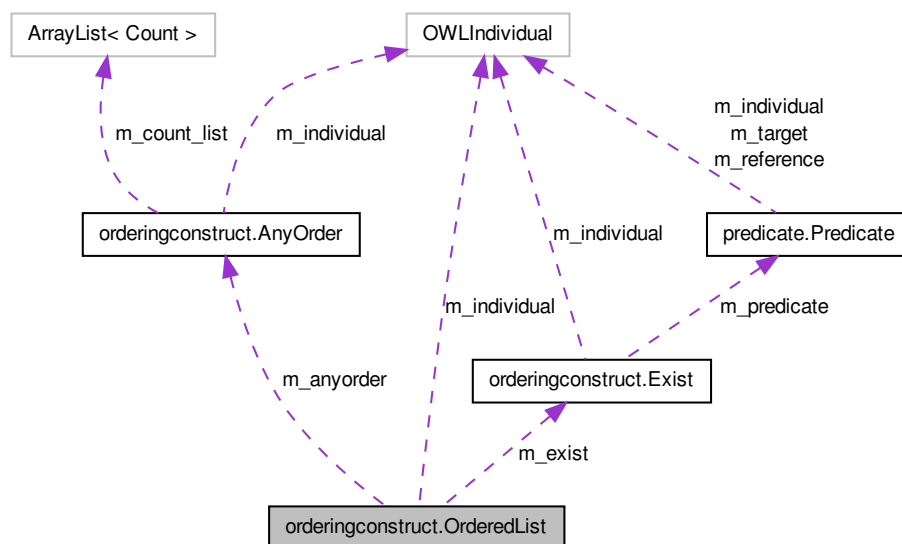 ArrayList< Count >
OWLIndividual
m_individual
m_target
m_reference
m_count_list
m_individual
orderingconstruct.AnyOrder
m_individual
predicate.Predicate
m_individual
m_predicate
m_anyorder
orderingconstruct.Exist
m_exist
orderingconstruct.OrderedList